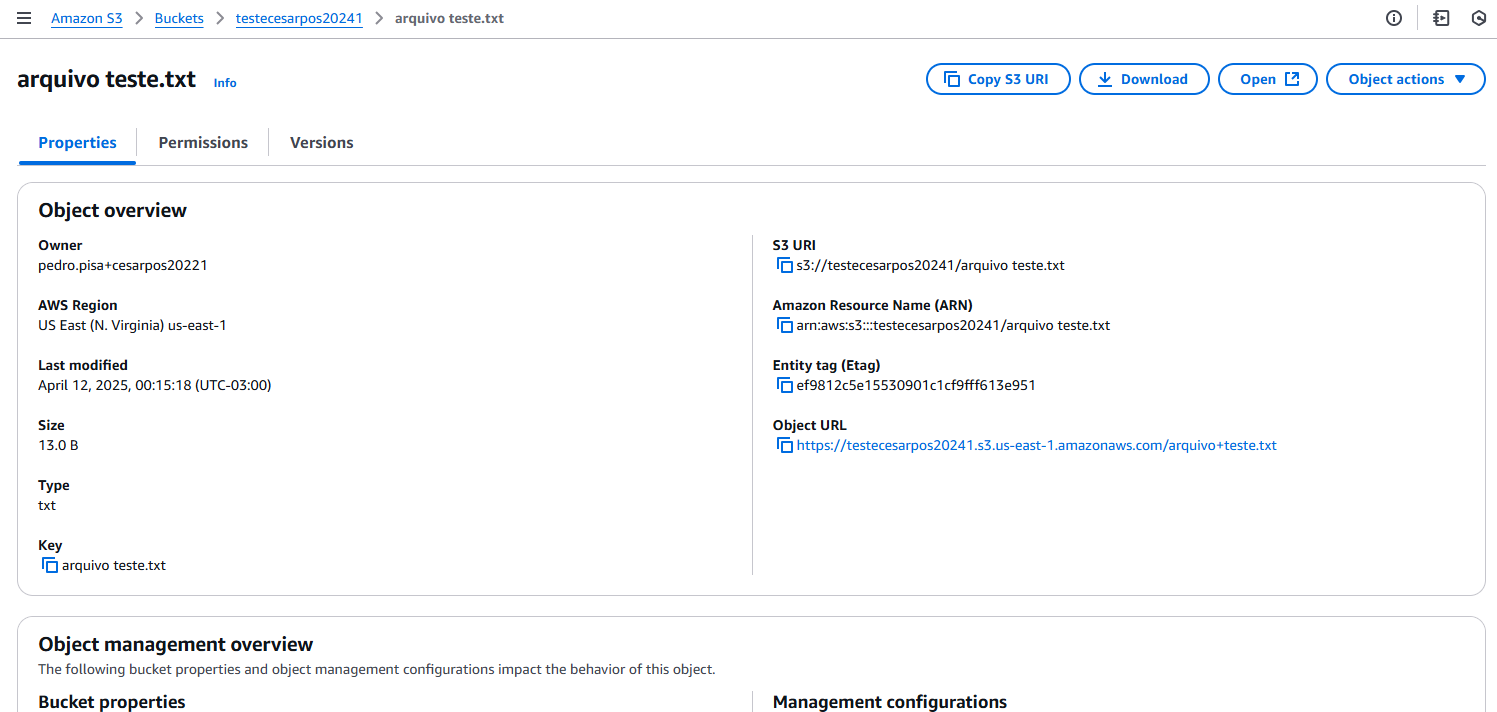 Amazon S3 > Buckets > testecesarpos20241 > arquivo teste.txt
arquivo teste.txt Info
Copy S3 URI Download Open Object actions
Properties Permissions Versions
Object overview
Owner
pedro.pisa+cesarpos20221
AWS Region
US East (N. Virginia) us-east-1
Last modified
April 12, 2025, 00:15:18 (UTC-03:00)
Size
13.0 B
Type
txt
Key
arquivo teste.txt
S3 URI
s3://testecesarpos20241/arquivo teste.txt
Amazon Resource Name (ARN)
arn:aws:s3:::testecesarpos20241/arquivo teste.txt
Entity tag (Etag)
ef9812c5e15530901c1cf9fff613e951
Object URL
https://testecesarpos20241.s3.us-east-1.amazonaws.com/arquivo+teste.txt
Object management overview
The following bucket properties and object management configurations impact the behavior of this object.
Bucket properties
Management configurations